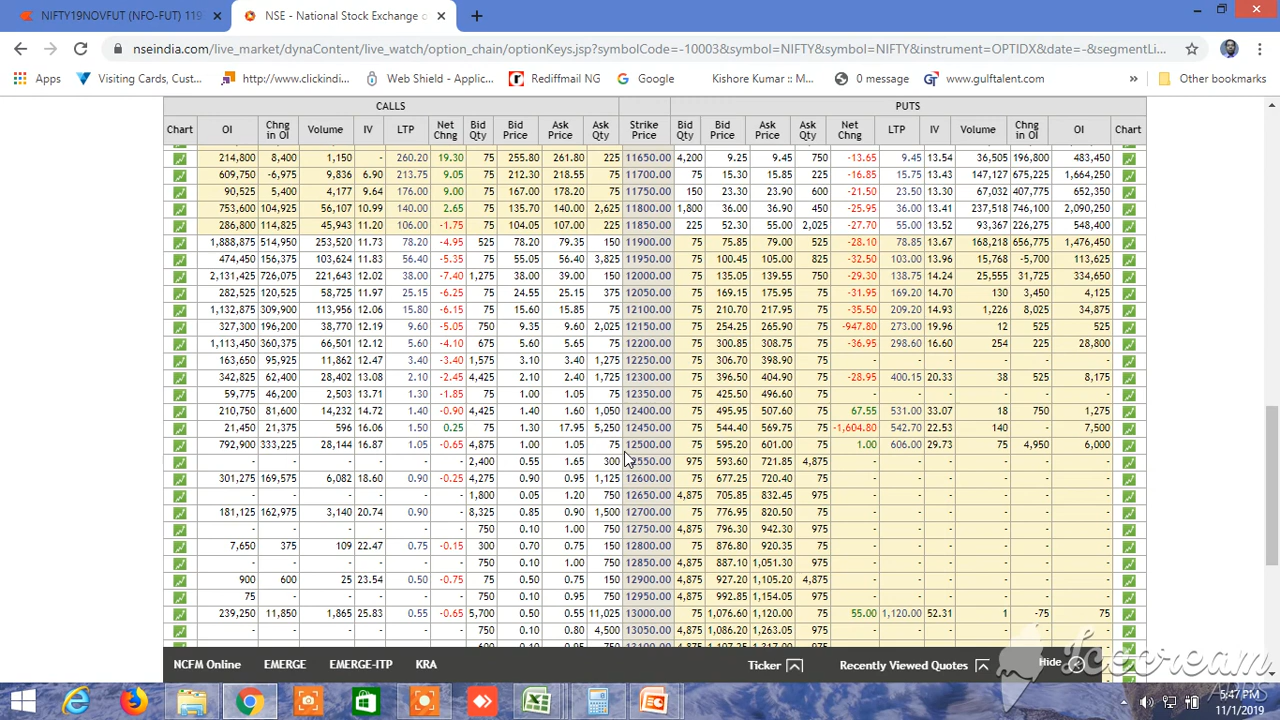 NIFTY19NOVFUT (NFO-FUT) 119
NSE - National Stock Exchange o
nseindia.com/live_market/dynaContent/live_watch/option_chain/optionKeys.jsp?symbolCode=-10003&symbol=NIFTY&symbol=NIFTY&instrument=OPTIDX&date=-&segmentLi...
Apps Visiting Cards, Cust... http://www.clickindi... Web Shield - Applic... Rediffmail NG Google Kishore Kumar :: M... 0 message www.gulftalent.com » Other bookmarks
CALLS PUTS
Chart OI Chng in OI Volume IV LTP Net Chng Bid Qty Bid Price Ask Price Ask Qty Strike Price Bid Qty Bid Price Ask Price Ask Qty Net Chng LTP IV Volume Chng in OI OI Chart
214,800 8,400 1,150 - 260.20 19.30 75 255.80 261.80 225 11650.00 4,200 9.25 9.45 750 -13.65 9.45 13.54 36,505 196,800 483,450
609,750 -6,975 9,836 6.90 213.75 9.05 75 212.30 218.55 75 11700.00 75 15.30 15.85 225 -16.85 15.75 13.43 147,127 675,225 1,664,250
90,525 5,400 4,177 9.64 176.00 9.00 75 167.00 178.20 75 11750.00 150 23.30 23.90 600 -21.50 23.50 13.30 67,032 407,775 652,350
753,600 104,925 56,107 10.99 140.00 2.65 75 135.70 140.00 2,625 11800.00 1,800 36.00 36.90 450 -25.95 36.00 13.41 237,518 746,100 2,090,250
286,800 114,825 45,943 11.20 106.00 -1.75 75 104.05 107.00 75 11850.00 225 52.30 55.00 2,025 -27.70 55.00 13.52 93,367 226,275 548,400
1,888,875 514,950 253,520 11.73 78.20 -4.95 525 78.20 79.35 150 11900.00 75 75.85 79.00 525 -28.10 78.85 13.67 168,218 656,775 1,476,450
474,450 156,375 103,624 11.83 56.40 -5.35 75 55.05 56.40 3,825 11950.00 75 100.45 105.00 825 -32.50 103.00 13.96 15,768 -5,700 113,625
2,131,425 726,075 221,643 12.02 38.00 -7.40 1,275 38.00 39.00 150 12000.00 75 135.05 139.55 750 -29.30 138.75 14.24 25,555 31,725 334,650
282,525 120,525 58,725 11.97 25.15 -6.25 75 24.55 25.15 375 12050.00 75 169.15 175.95 75 -31.95 169.20 14.70 130 3,450 4,125
1,132,875 309,900 113,956 12.06 15.80 -6.15 75 15.60 15.85 75 12100.00 75 210.70 217.95 75 -35.50 209.20 14.93 1,226 8,025 34,875
327,300 196,200 38,770 12.19 9.60 -5.05 750 9.35 9.60 2,025 12150.00 75 254.25 265.90 75 -947.80 273.00 19.96 12 525 525
1,113,450 360,375 66,501 12.12 5.60 -4.10 675 5.60 5.65 75 12200.00 75 300.85 308.75 75 -36.95 298.60 16.60 254 225 28,800
163,650 95,925 11,862 12.47 3.40 -3.40 1,575 3.10 3.40 1,275 12250.00 75 306.70 398.90 75 - - - - - -
342,825 62,400 28,402 13.08 2.10 -2.45 4,425 2.10 2.40 1,725 12300.00 75 396.50 404.90 75 -28.95 400.15 20.33 38 525 8,175
59,775 46,200 2,503 13.71 1.30 -1.85 75 1.00 1.05 75 12350.00 75 425.50 496.60 75 - - - - - -
210,750 81,600 14,232 14.72 1.40 -0.90 4,425 1.40 1.60 1,050 12400.00 75 495.95 507.60 75 67.55 531.00 33.07 18 750 1,275
21,450 21,375 596 16.06 1.50 0.25 75 1.30 17.95 5,250 12450.00 75 544.40 569.75 75 -1,604.80 542.70 22.53 140 - 7,500
792,900 333,225 28,144 16.87 1.05 -0.65 4,875 1.00 1.05 75 12500.00 75 595.20 601.00 75 1.00 606.00 29.73 75 4,950 6,000
- - - - - - 2,400 0.55 1.65 300 12550.00 975 593.60 721.85 4,875 - - - - - -
301,275 169,575 6,082 18.60 0.90 -0.25 4,275 0.90 0.95 1,125 12600.00 75 677.25 720.40 75 - - - - - -
- - - - - - 1,800 0.05 1.20 750 12650.00 4,875 705.85 832.45 975 - - - - - -
181,125 162,975 3,140 20.74 0.90 - 8,325 0.85 0.90 1,500 12700.00 75 776.95 820.50 75 - - - - - -
- - - - - - 750 0.10 1.00 750 12750.00 4,875 796.30 942.30 975 - - - - - -
7,650 375 109 22.47 0.75 -0.15 300 0.70 0.75 150 12800.00 75 876.80 920.35 75 - - - - - -
- - - - - - 750 0.10 1.00 750 12850.00 4,875 887.10 1,051.30 975 - - - - - -
900 600 25 23.54 0.50 -0.75 75 0.50 0.75 150 12900.00 4,875 927.20 1,105.20 4,875 - - - - - -
75 - - - - - 750 0.10 0.95 750 12950.00 4,875 992.85 1,154.05 975 - - - - - -
239,250 11,850 1,865 25.83 0.55 -0.65 5,700 0.50 0.55 11,025 13000.00 75 1,076.60 1,120.00 75 55.00 1,120.00 52.31 1 -75 75
- - - - - - 750 0.10 0.80 4,500 13050.00 4,875 1,086.20 1,263.05 975 - - - - - -
NCFM Online EMERGE EMERGE-ITP KRA Ticker Recently Viewed Quotes Hide
Icecream
APPS
5:47 PM
11/1/2019